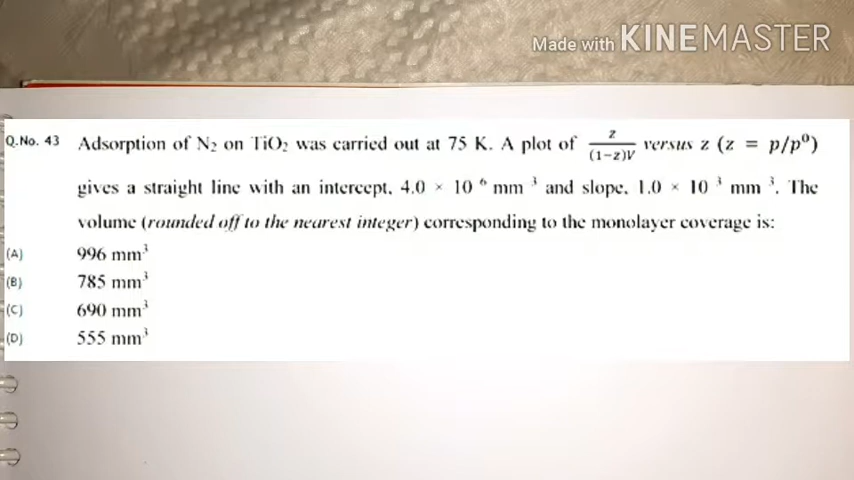 Made with KINEMASTER
Q.No. 43 Adsorption of N₂ on TiO₂ was carried out at 75 K. A plot of z/((1−z)V) versus z (z = p/p⁰)
gives a straight line with an intercept, 4.0 × 10 ⁶ mm ³ and slope, 1.0 × 10 ³ mm ³. The
volume (rounded off to the nearest integer) corresponding to the monolayer coverage is:
(A) 996 mm³
(B) 785 mm³
(C) 690 mm³
(D) 555 mm³